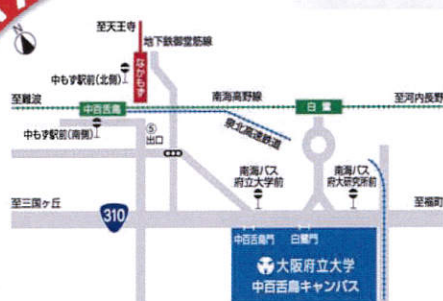 至天王寺
地下鉄御堂筋線
なかもず
中もず駅前(北側)
至難波
中百舌鳥
南海高野線
白鷺
至河内長野
中もず駅前(南側)
⑤
出口
泉北高速鉄道
南海バス
府立大学前
南海バス
府大研究所前
至三国ヶ丘
310
至福町
中百舌鳥門
白鷺門
大阪府立大学
中百舌鳥キャンパス